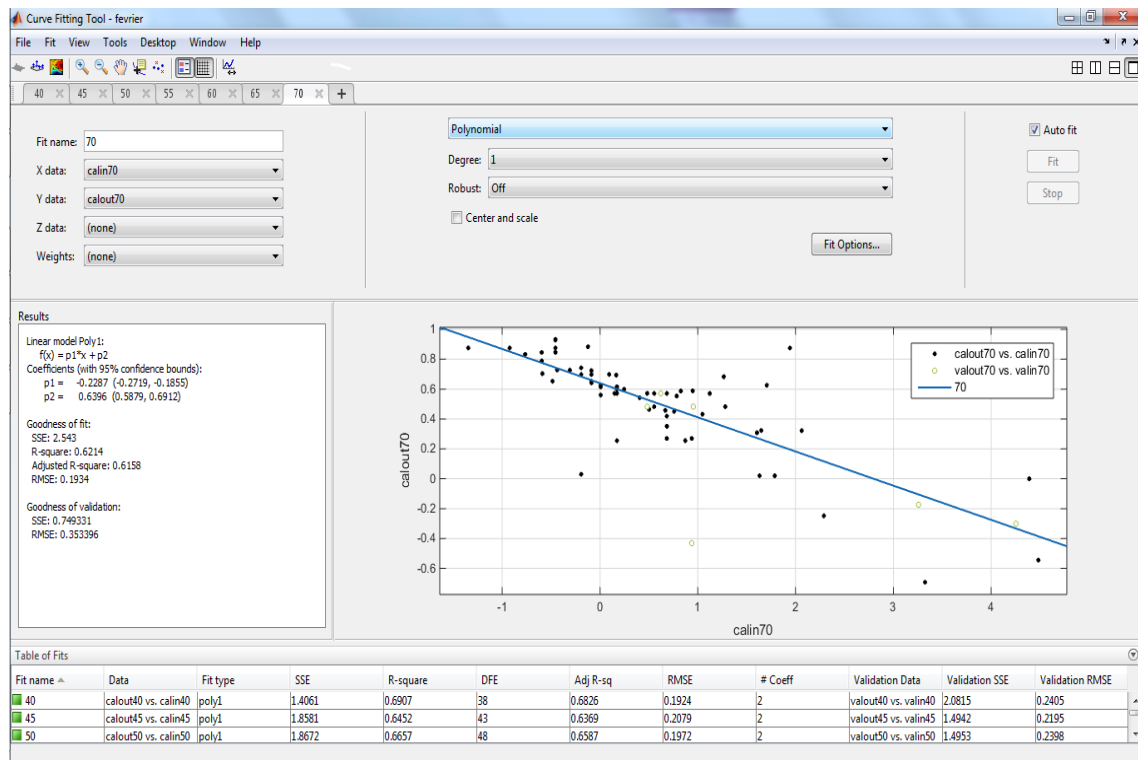 Curve Fitting Tool - fevrier
File Fit View Tools Desktop Window Help
40 45 50 55 60 65 70
Fit name: 70
X data: calin70
Y data: calout70
Z data: (none)
Weights: (none)
Polynomial
Degree: 1
Robust: Off
Center and scale
Fit Options...
Auto fit
Fit
Stop
Results
Linear model Poly1:
f(x) = p1*x + p2
Coefficients (with 95% confidence bounds):
p1 = -0.2287 (-0.2719, -0.1855)
p2 = 0.6396 (0.5879, 0.6912)
Goodness of fit:
SSE: 2.543
R-square: 0.6214
Adjusted R-square: 0.6158
RMSE: 0.1934
Goodness of validation:
SSE: 0.749331
RMSE: 0.353396
calout70
1
0.8
0.6
0.4
0.2
0
-0.2
-0.4
-0.6
-1 0 1 2 3 4
calin70
calout70 vs. calin70
valout70 vs. valin70
70
Table of Fits
Fit name Data Fit type SSE R-square DFE Adj R-sq RMSE # Coeff Validation Data Validation SSE Validation RMSE
40 calout40 vs. calin40 poly1 1.4061 0.6907 38 0.6826 0.1924 2 valout40 vs. valin40 2.0815 0.2405
45 calout45 vs. calin45 poly1 1.8581 0.6452 43 0.6369 0.2079 2 valout45 vs. valin45 1.4942 0.2195
50 calout50 vs. calin50 poly1 1.8672 0.6657 48 0.6587 0.1972 2 valout50 vs. valin50 1.4953 0.2398